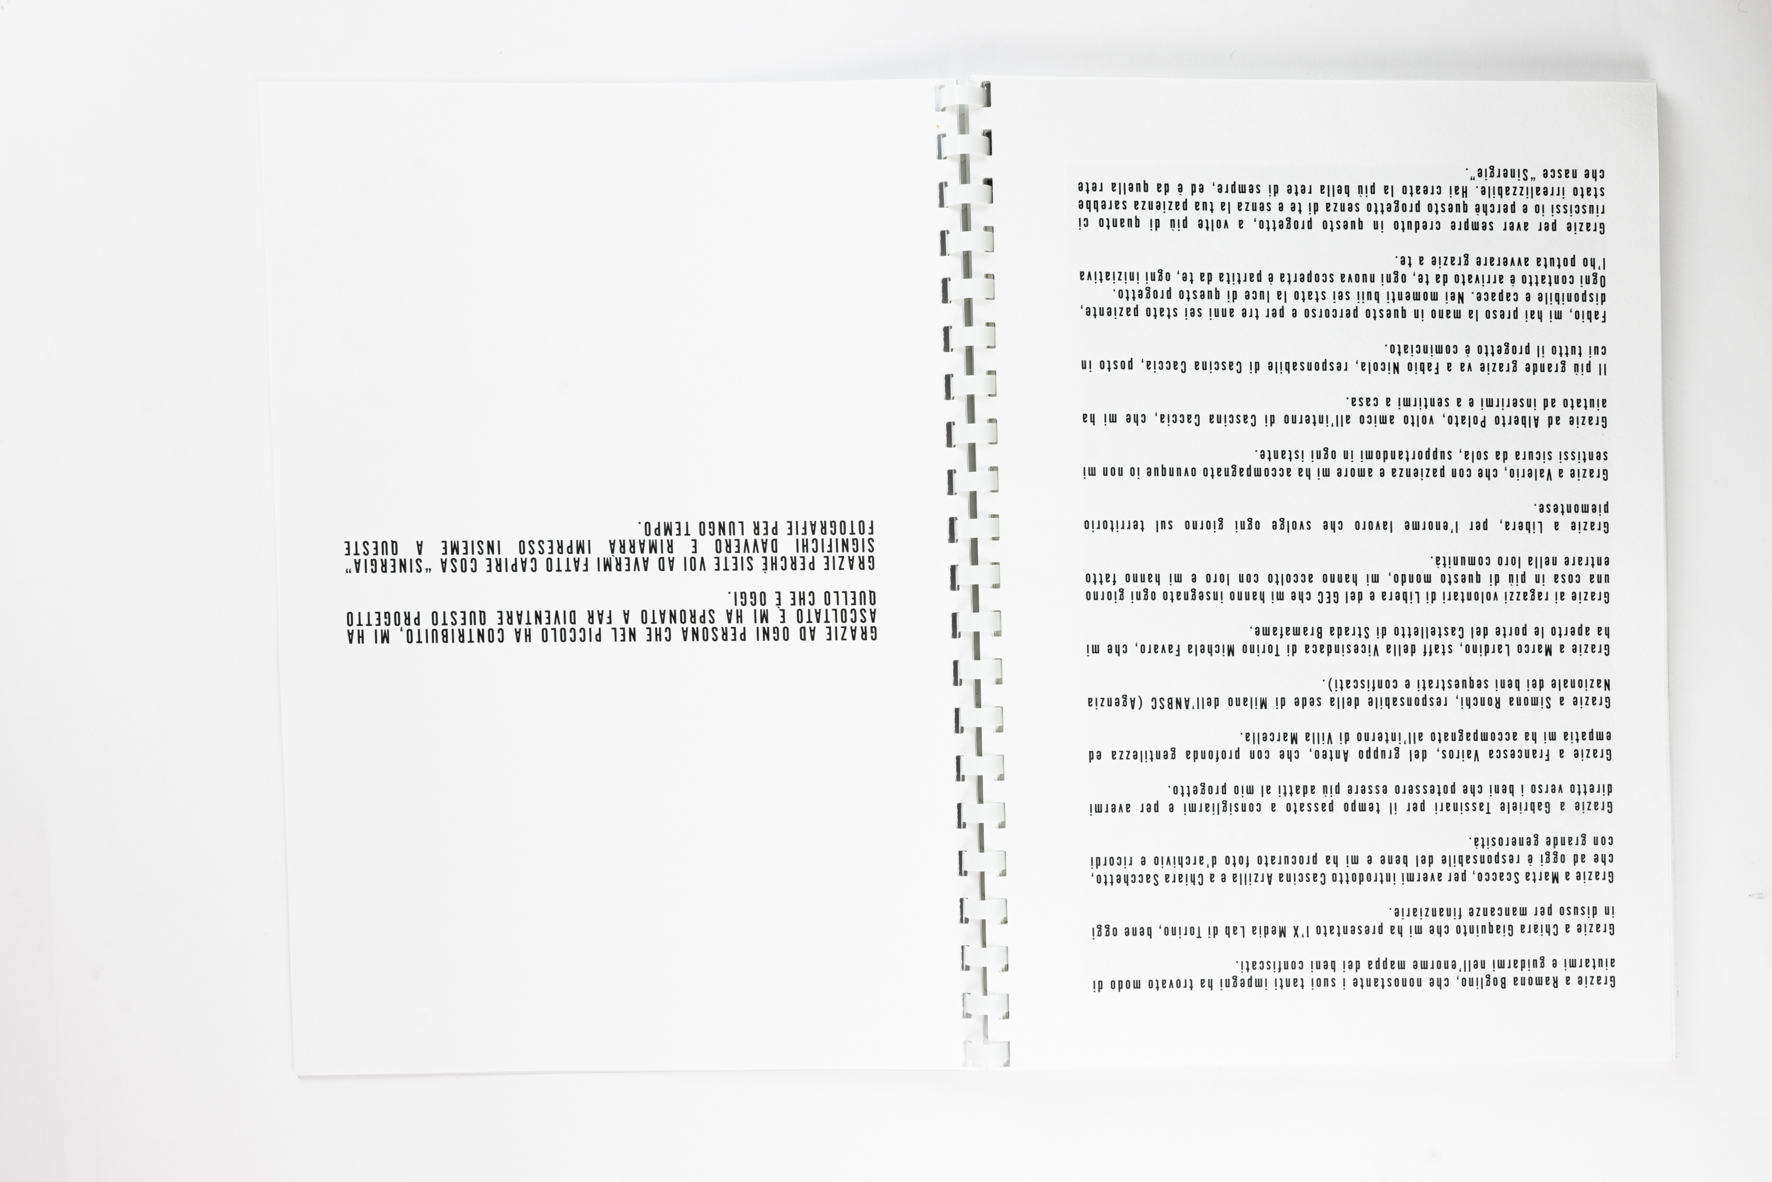 Grazie a Ramona Boglino, che nonostante i suoi tanti impegni ha trovato modo di
aiutarmi e guidarmi nell'enorme mappa dei beni confiscati.
Grazie a Chiara Giaquinto che mi ha presentato l'X Media Lab di Torino, bene oggi
in disuso per mancanze finanziarie.
Grazie a Marta Scacco, per avermi introdotto Cascina Arzilla e a Chiara Sacchetto,
che ad oggi è responsabile del bene e mi ha procurato foto d'archivio e ricordi
con grande generosità.
Grazie a Gabriele Tassinari per il tempo passato a consigliarmi e per avermi
diretto verso i beni che potessero essere più adatti al mio progetto.
Grazie a Francesca Vairos, del gruppo Anteo, che con profonda gentilezza ed
empatia mi ha accompagnato all'interno di Villa Marcella.
Grazie a Simona Ronchi, responsabile della sede di Milano dell'ANBSC (Agenzia
Nazionale dei beni sequestrati e confiscati).
Grazie a Marco Lardino, staff della Vicesindaca di Torino Michela Favaro, che mi
ha aperto le porte del Castelletto di Strada Bramafame.
Grazie ai ragazzi volontari di Libera e del GEC che mi hanno insegnato ogni giorno
una cosa in più di questo mondo, mi hanno accolto con loro e mi hanno fatto
entrare nella loro comunità.
Grazie a Libera, per l'enorme lavoro che svolge ogni giorno sul territorio
piemontese.
Grazie a Valerio, che con pazienza e amore mi ha accompagnato ovunque io non mi
sentissi sicura da sola, supportandomi in ogni istante.
Grazie ad Alberto Polato, volto amico all'interno di Cascina Caccia, che mi ha
aiutato ad inserirmi e a sentirmi a casa.
Il più grande grazie va a Fabio Nicola, responsabile di Cascina Caccia, posto in
cui tutto il progetto è cominciato.
Fabio, mi hai preso la mano in questo percorso e per tre anni sei stato paziente,
disponibile e capace. Nei momenti buii sei stato la luce di questo progetto.
Ogni contatto è arrivato da te, ogni nuova scoperta è partita da te, ogni iniziativa
l'ho potuta avverare grazie a te.
Grazie per aver sempre creduto in questo progetto, a volte più di quanto ci
riuscissi io e perchè questo progetto senza di te e senza la tua pazienza sarebbe
stato irrealizzabile. Hai creato la più bella rete di sempre, ed è da quella rete
che nasce “Sinergie”.
GRAZIE AD OGNI PERSONA CHE NEL PICCOLO HA CONTRIBUITO, MI HA
ASCOLTATO E MI HA SPRONATO A FAR DIVENTARE QUESTO PROGETTO
QUELLO CHE È OGGI.
GRAZIE PERCHÈ SIETE VOI AD AVERMI FATTO CAPIRE COSA “SINERGIA”
SIGNIFICHI DAVVERO E RIMARRÀ IMPRESSO INSIEME A QUESTE
FOTOGRAFIE PER LUNGO TEMPO.